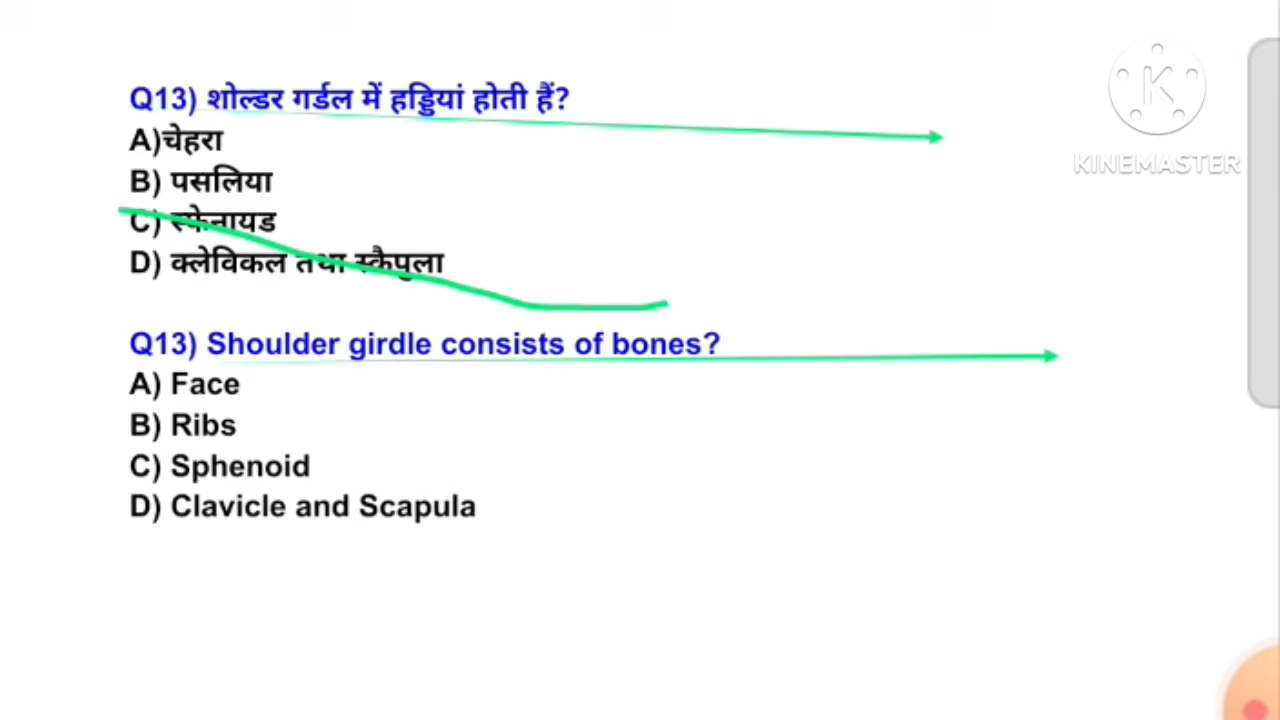 Q13) शोल्डर गर्डल में हड्डियां होती हैं?
A)चेहरा
B) पसलिया
C) स्फेनायड
D) क्लेविकल तथा स्कैपुला
Q13) Shoulder girdle consists of bones?
A) Face
B) Ribs
C) Sphenoid
D) Clavicle and Scapula
K
KINEMASTER